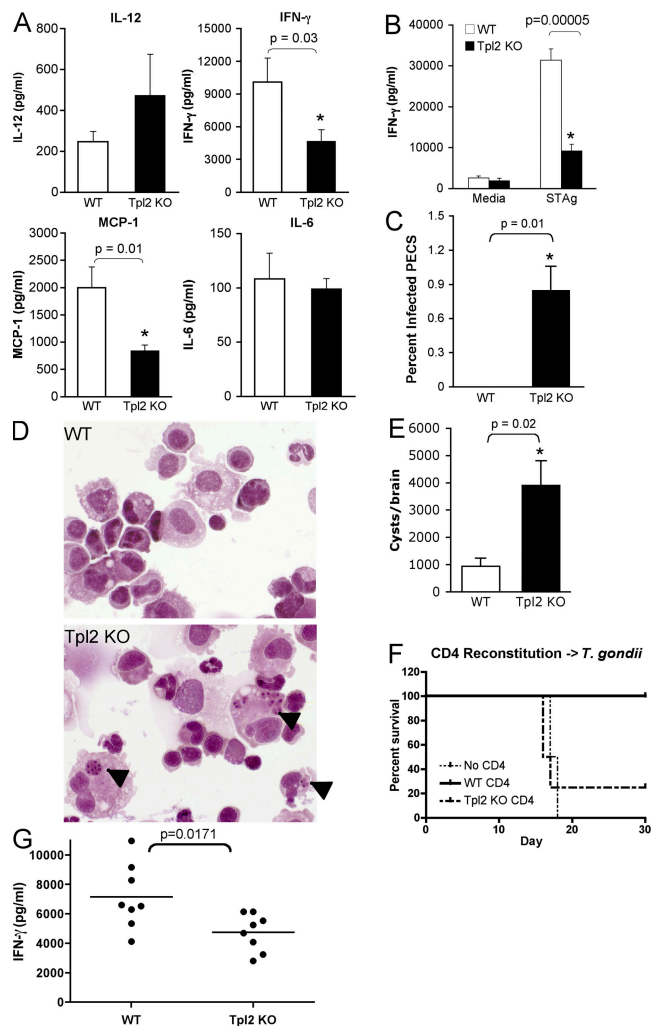 A
IL-12
IL-12 (pg/ml)
800
600
400
200
0
WT
Tpl2 KO
IFN-γ
p = 0.03
IFN-γ (pg/ml)
15000
12000
9000
6000
3000
0
*
WT
Tpl2 KO
MCP-1
p = 0.01
MCP-1 (pg/ml)
2500
2000
1500
1000
500
0
*
WT
Tpl2 KO
IL-6
IL-6 (pg/ml)
150
100
50
0
WT
Tpl2 KO
B
WT
Tpl2 KO
p=0.00005
IFN-γ (pg/ml)
40000
30000
20000
10000
0
*
Media
STAg
C
p = 0.01
Percent Infected PECS
1.5
1.2
0.9
0.6
0.3
0
*
WT
Tpl2 KO
D
WT
Tpl2 KO
E
p = 0.02
Cysts/brain
6000
5000
4000
3000
2000
1000
0
*
WT
Tpl2 KO
F
CD4 Reconstitution -> T. gondii
Percent survival
120
100
80
60
40
20
0
No CD4
WT CD4
Tpl2 KO CD4
0
10
20
30
Day
G
p=0.0171
IFN-γ (pg/ml)
10000
8000
6000
4000
2000
0
WT
Tpl2 KO